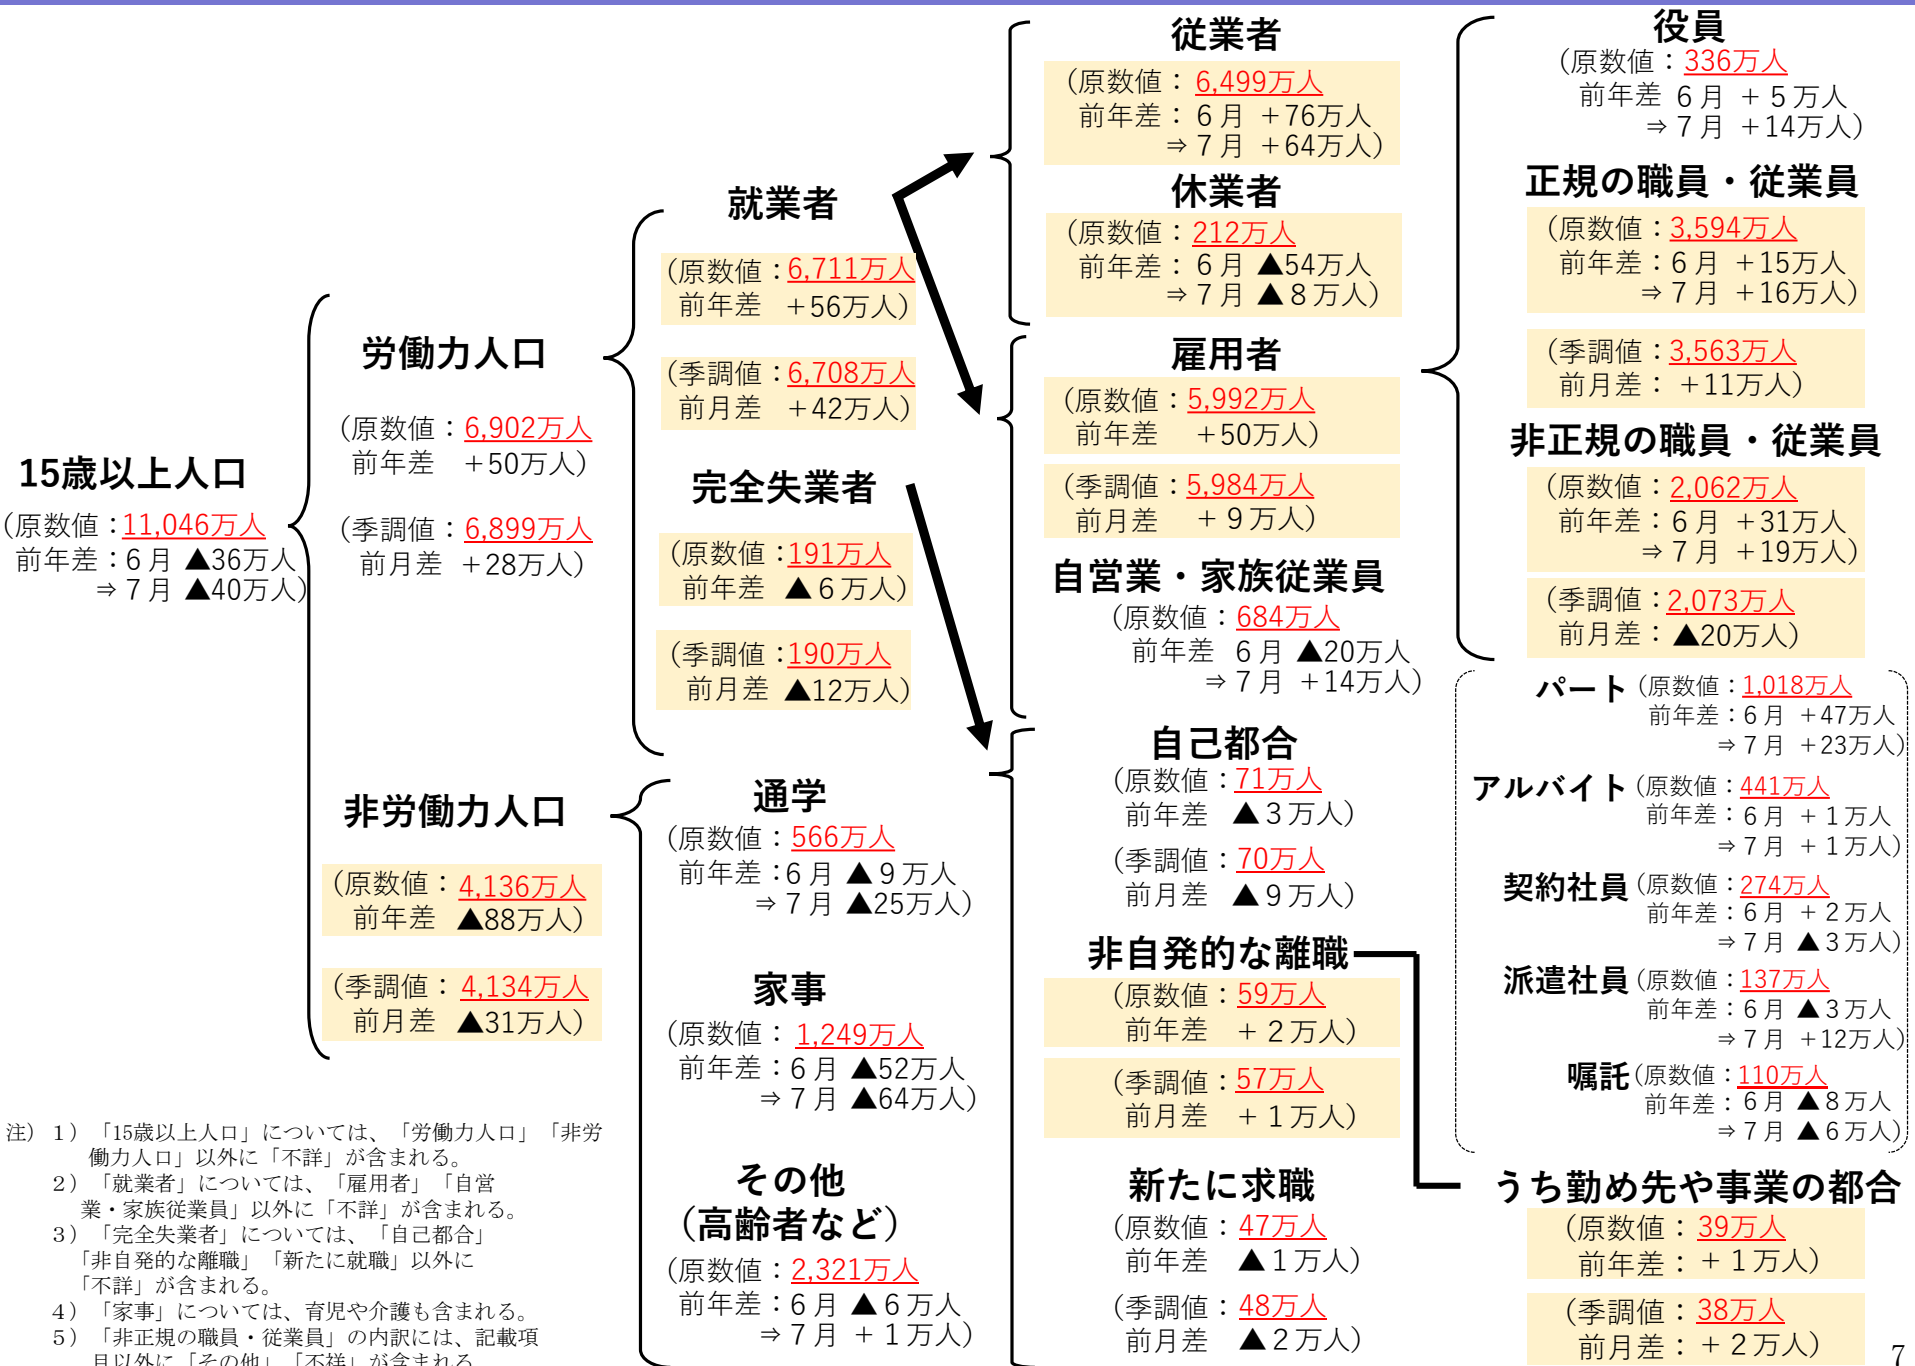 15歳以上人口
(原数値：11,046万人
前年差：6月 ▲36万人
⇒7月 ▲40万人)
労働力人口
(原数値：6,902万人
前年差 +50万人)
(季調値：6,899万人
前月差 +28万人)
非労働力人口
(原数値：4,136万人
前年差 ▲88万人)
(季調値：4,134万人
前月差 ▲31万人)
就業者
(原数値：6,711万人
前年差 +56万人)
(季調値：6,708万人
前月差 +42万人)
完全失業者
(原数値：191万人
前年差 ▲6万人)
(季調値：190万人
前月差 ▲12万人)
通学
(原数値：566万人
前年差：6月 ▲9万人
⇒7月 ▲25万人)
家事
(原数値：1,249万人
前年差：6月 ▲52万人
⇒7月 ▲64万人)
その他
(高齢者など)
(原数値：2,321万人
前年差：6月 ▲6万人
⇒7月 +1万人)
従業者
(原数値：6,499万人
前年差：6月 +76万人
⇒7月 +64万人)
休業者
(原数値：212万人
前年差：6月 ▲54万人
⇒7月 ▲8万人)
雇用者
(原数値：5,992万人
前年差 +50万人)
(季調値：5,984万人
前月差 +9万人)
自営業・家族従業員
(原数値：684万人
前年差 6月 ▲20万人
⇒7月 +14万人)
自己都合
(原数値：71万人
前年差 ▲3万人)
(季調値：70万人
前月差 ▲9万人)
非自発的な離職
(原数値：59万人
前年差 +2万人)
(季調値：57万人
前月差 +1万人)
新たに求職
(原数値：47万人
前年差 ▲1万人)
(季調値：48万人
前月差 ▲2万人)
役員
(原数値：336万人
前年差 6月 +5万人
⇒7月 +14万人)
正規の職員・従業員
(原数値：3,594万人
前年差：6月 +15万人
⇒7月 +16万人)
(季調値：3,563万人
前月差： +11万人)
非正規の職員・従業員
(原数値：2,062万人
前年差：6月 +31万人
⇒7月 +19万人)
(季調値：2,073万人
前月差： ▲20万人)
パート (原数値：1,018万人
前年差：6月 +47万人
⇒7月 +23万人)
アルバイト (原数値：441万人
前年差：6月 +1万人
⇒7月 +1万人)
契約社員 (原数値：274万人
前年差：6月 +2万人
⇒7月 ▲3万人)
派遣社員 (原数値：137万人
前年差：6月 ▲3万人
⇒7月 +12万人)
嘱託 (原数値：110万人
前年差：6月 ▲8万人
⇒7月 ▲6万人)
うち勤め先や事業の都合
(原数値：39万人
前年差：+1万人)
(季調値：38万人
前月差：+2万人)
注) 1) 「15歳以上人口」については、「労働力人口」「非労
働力人口」以外に「不詳」が含まれる。
2) 「就業者」については、「雇用者」「自営
業・家族従業員」以外に「不詳」が含まれる。
3) 「完全失業者」については、「自己都合」
「非自発的な離職」「新たに就職」以外に
「不詳」が含まれる。
4) 「家事」については、育児や介護も含まれる。
5) 「非正規の職員・従業員」の内訳には、記載項
目以外に「その他」「不祥」が含まれる
7